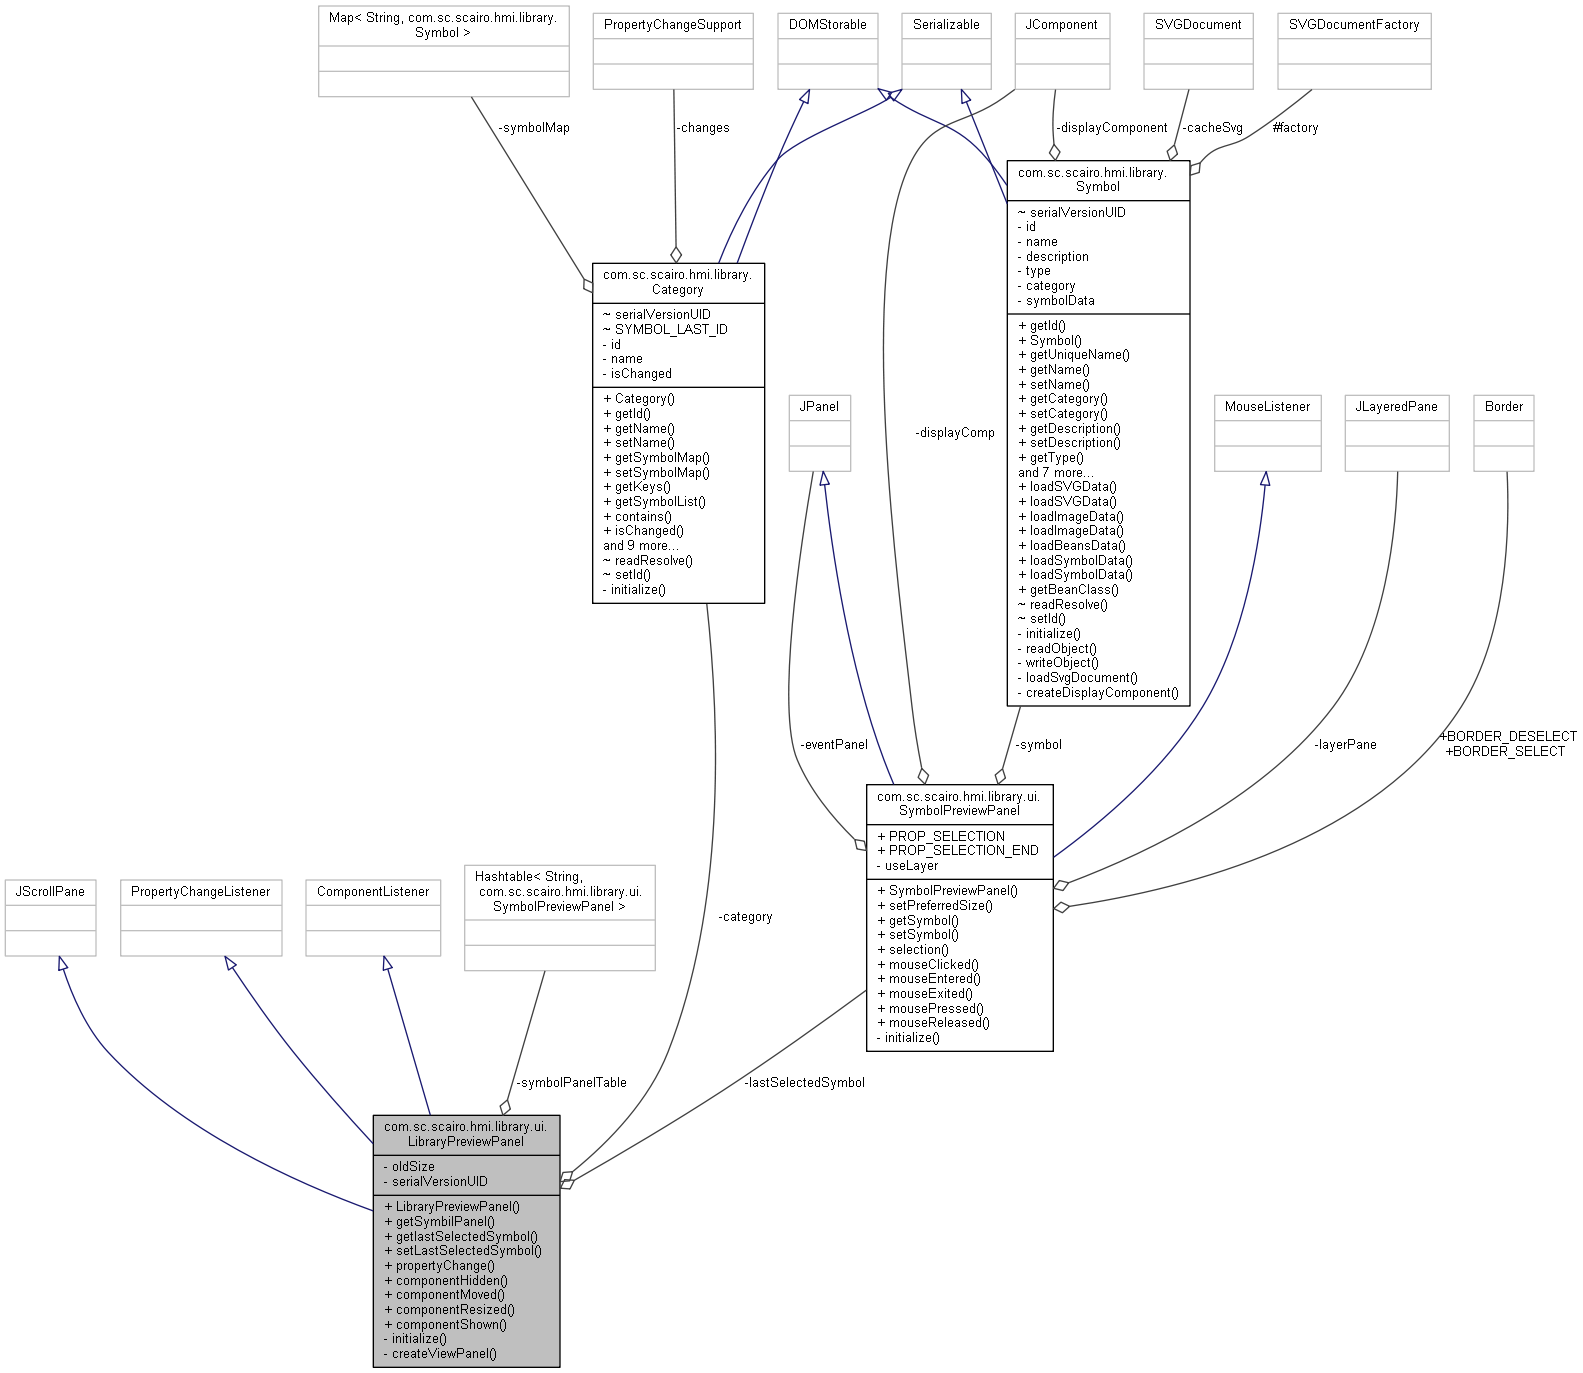 Map< String, com.sc.scairo.hmi.library.
Symbol >
PropertyChangeSupport
DOMStorable
Serializable
JComponent
SVGDocument
SVGDocumentFactory
-symbolMap
-changes
-displayComponent
-cacheSvg
#factory
com.sc.scairo.hmi.library.
Symbol
~ serialVersionUID
- id
- name
- description
- type
- category
- symbolData
+ getId()
+ Symbol()
+ getUniqueName()
+ getName()
+ setName()
+ getCategory()
+ setCategory()
+ getDescription()
+ setDescription()
+ getType()
and 7 more...
+ loadSVGData()
+ loadSVGData()
+ loadImageData()
+ loadImageData()
+ loadBeansData()
+ loadSymbolData()
+ loadSymbolData()
+ getBeanClass()
~ readResolve()
~ setId()
- initialize()
- readObject()
- writeObject()
- loadSvgDocument()
- createDisplayComponent()
com.sc.scairo.hmi.library.
Category
~ serialVersionUID
~ SYMBOL_LAST_ID
- id
- name
- isChanged
+ Category()
+ getId()
+ getName()
+ setName()
+ getSymbolMap()
+ setSymbolMap()
+ getKeys()
+ getSymbolList()
+ contains()
+ isChanged()
and 9 more...
~ readResolve()
~ setId()
- initialize()
JPanel
-displayComp
MouseListener
JLayeredPane
Border
-eventPanel
-symbol
-layerPane
+BORDER_DESELECT
+BORDER_SELECT
com.sc.scairo.hmi.library.ui.
SymbolPreviewPanel
+ PROP_SELECTION
+ PROP_SELECTION_END
- useLayer
+ SymbolPreviewPanel()
+ setPreferredSize()
+ getSymbol()
+ setSymbol()
+ selection()
+ mouseClicked()
+ mouseEntered()
+ mouseExited()
+ mousePressed()
+ mouseReleased()
- initialize()
JScrollPane
PropertyChangeListener
ComponentListener
Hashtable< String,
com.sc.scairo.hmi.library.ui.
SymbolPreviewPanel >
-category
-symbolPanelTable
-lastSelectedSymbol
com.sc.scairo.hmi.library.ui.
LibraryPreviewPanel
- oldSize
- serialVersionUID
+ LibraryPreviewPanel()
+ getSymbilPanel()
+ getlastSelectedSymbol()
+ setLastSelectedSymbol()
+ propertyChange()
+ componentHidden()
+ componentMoved()
+ componentResized()
+ componentShown()
- initialize()
- createViewPanel()